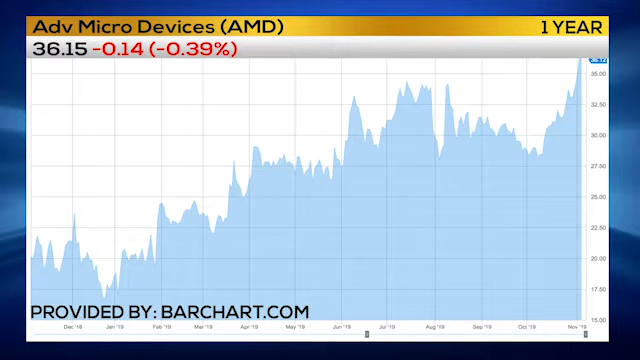 Adv Micro Devices (AMD) 1 YEAR
36.15 -0.14 (-0.39%)
36.12
35.00
32.50
30.00
27.50
25.00
22.50
20.00
17.50
15.00
PROVIDED BY: BARCHART.COM
Dec '18 Jan '19 Feb '19 Mar '19 Apr '19 May '19 Jun '19 Jul '19 Aug '19 Sep '19 Oct '19 Nov '19